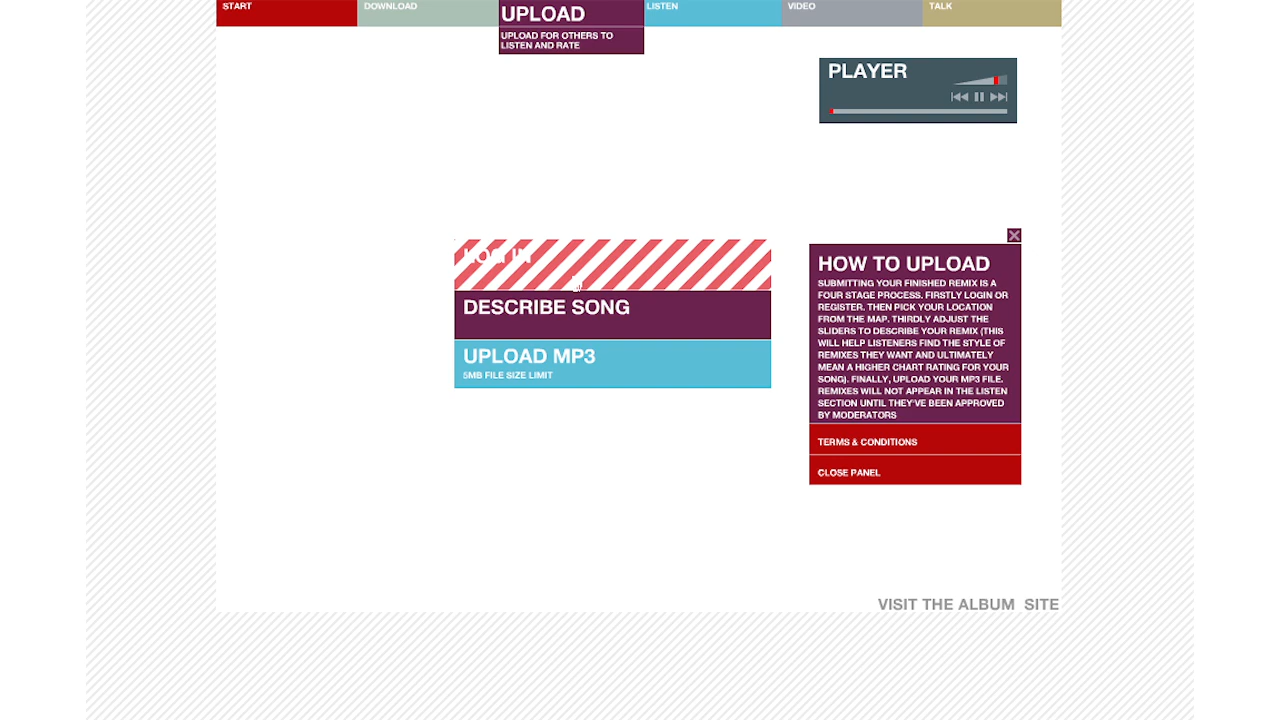 START
DOWNLOAD
UPLOAD
UPLOAD FOR OTHERS TO
LISTEN AND RATE
LISTEN
VIDEO
TALK
PLAYER
LOG IN
DESCRIBE SONG
UPLOAD MP3
5MB FILE SIZE LIMIT
HOW TO UPLOAD
SUBMITTING YOUR FINISHED REMIX IS A
FOUR STAGE PROCESS. FIRSTLY LOGIN OR
REGISTER. THEN PICK YOUR LOCATION
FROM THE MAP. THIRDLY ADJUST THE
SLIDERS TO DESCRIBE YOUR REMIX (THIS
WILL HELP LISTENERS FIND THE STYLE OF
REMIXES THEY WANT AND ULTIMATELY
MEAN A HIGHER CHART RATING FOR YOUR
SONG). FINALLY, UPLOAD YOUR MP3 FILE.
REMIXES WILL NOT APPEAR IN THE LISTEN
SECTION UNTIL THEY'VE BEEN APPROVED
BY MODERATORS
TERMS & CONDITIONS
CLOSE PANEL
VISIT THE ALBUM SITE